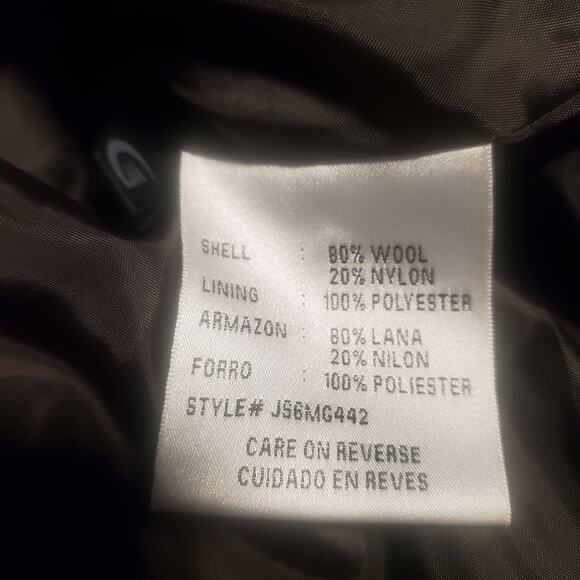 SHELL : 80% WOOL
20% NYLON
LINING : 100% POLYESTER
ARMAZON : 80% LANA
20% NILON
FORRO : 100% POLIESTER
STYLE# JS6MG442
CARE ON REVERSE
CUIDADO EN REVES